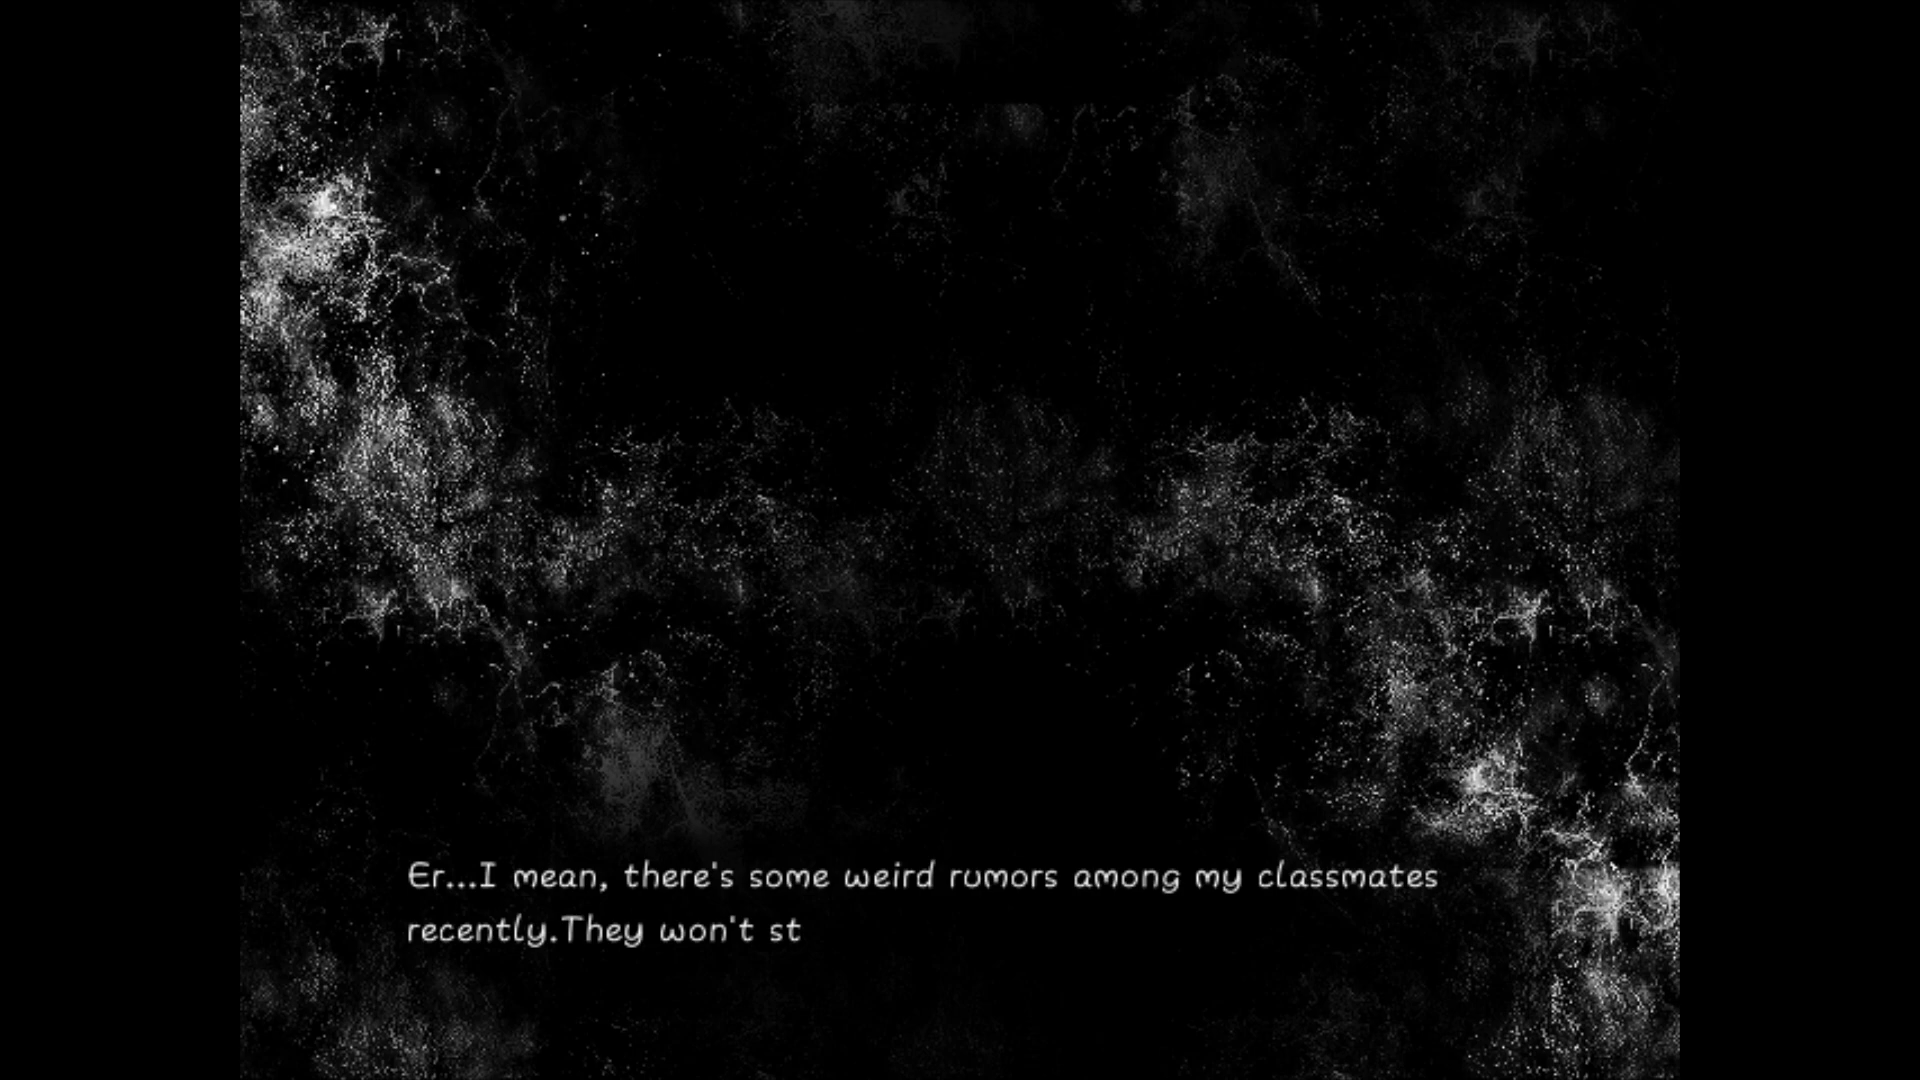 Er...I mean, there's some weird rumors among my classmates
recently.They won't st